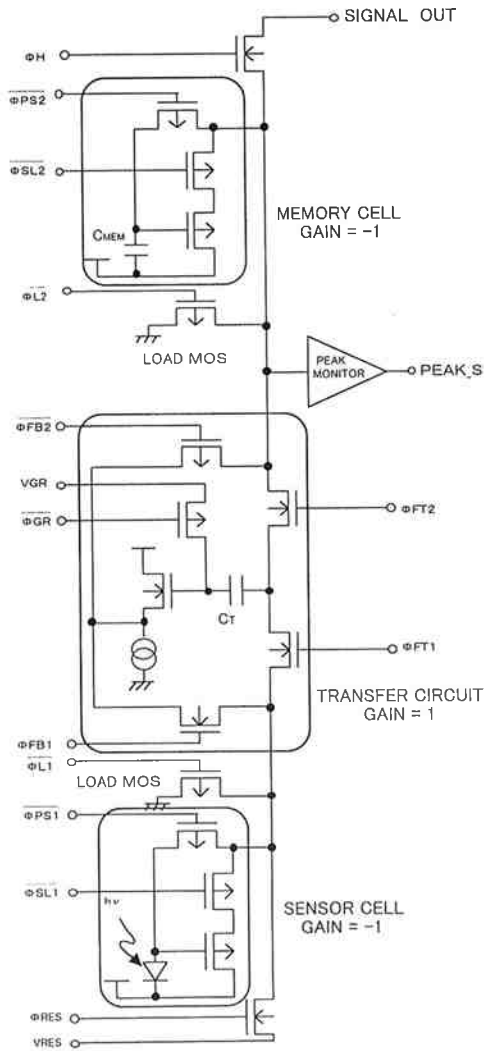 SIGNAL OUT
ΦH
ΦPS2
ΦSL2
CMEM
MEMORY CELL
GAIN = −1
ΦL2
LOAD MOS
PEAK
MONITOR
PEAK_S
ΦFB2
VGR
ΦGR
ΦFT2
CT
ΦFT1
TRANSFER CIRCUIT
GAIN = 1
ΦFB1
ΦL1
LOAD MOS
ΦPS1
ΦSL1
hν
SENSOR CELL
GAIN = −1
ΦRES
VRES